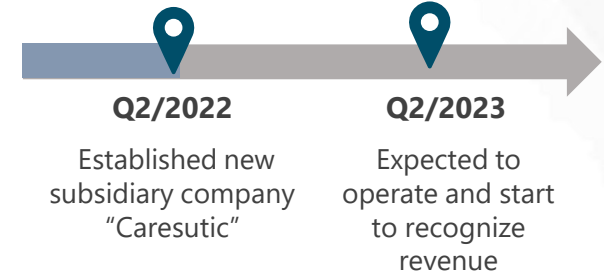 Q2/2022
Established new
subsidiary company
“Caresutic”
Q2/2023
Expected to
operate and start
to recognize
revenue